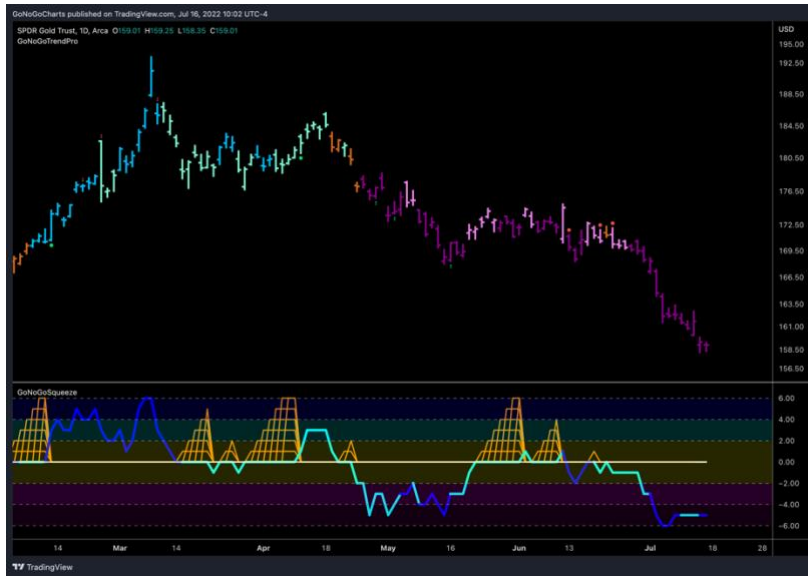 GoNoGoCharts published on TradingView.com, Jul 16, 2022 10:02 UTC-4
SPDR Gold Trust, 1D, Arca O159.01 H159.25 L158.35 C159.01
GoNoGoTrendPro
USD
195.00
192.50
188.50
184.50
180.50
176.50
172.50
169.50
166.50
163.50
161.00
158.50
156.50
GoNoGoSqueeze
6.00
4.00
2.00
0.00
−2.00
−4.00
−6.00
14 Mar 14 Apr 18 May 16 Jun 13 Jul 18 28
TradingView